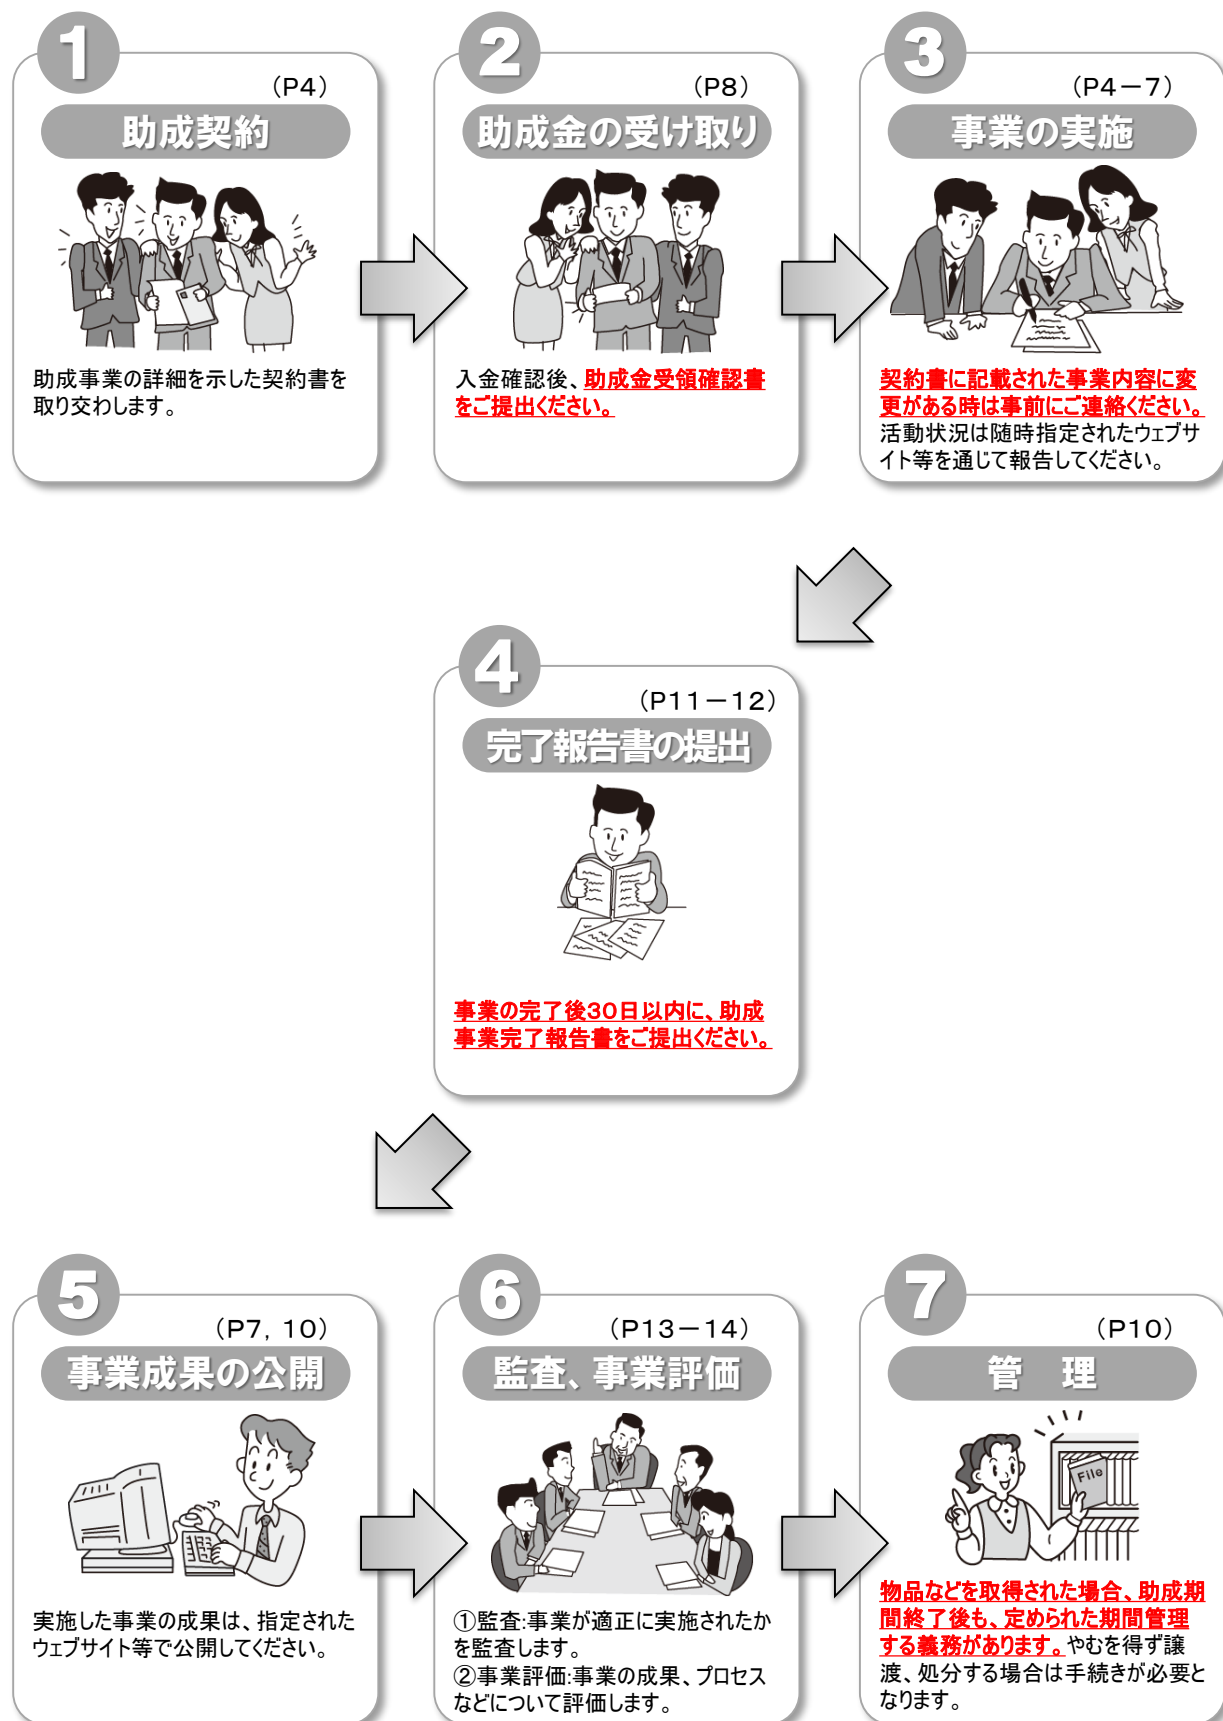 1
(P4)
助成契約
助成事業の詳細を示した契約書を
取り交わします。
2
(P8)
助成金の受け取り
入金確認後、助成金受領確認書
をご提出ください。
3
(P4－7)
事業の実施
契約書に記載された事業内容に変
更がある時は事前にご連絡ください。
活動状況は随時指定されたウェブサ
イト等を通じて報告してください。
4
(P11－12)
完了報告書の提出
事業の完了後30日以内に、助成
事業完了報告書をご提出ください。
5
(P7, 10)
事業成果の公開
実施した事業の成果は、指定された
ウェブサイト等で公開してください。
6
(P13－14)
監査、事業評価
①監査:事業が適正に実施されたか
を監査します。
②事業評価:事業の成果、プロセス
などについて評価します。
7
(P10)
管　理
File
物品などを取得された場合、助成期
間終了後も、定められた期間管理
する義務があります。やむを得ず譲
渡、処分する場合は手続きが必要と
なります。